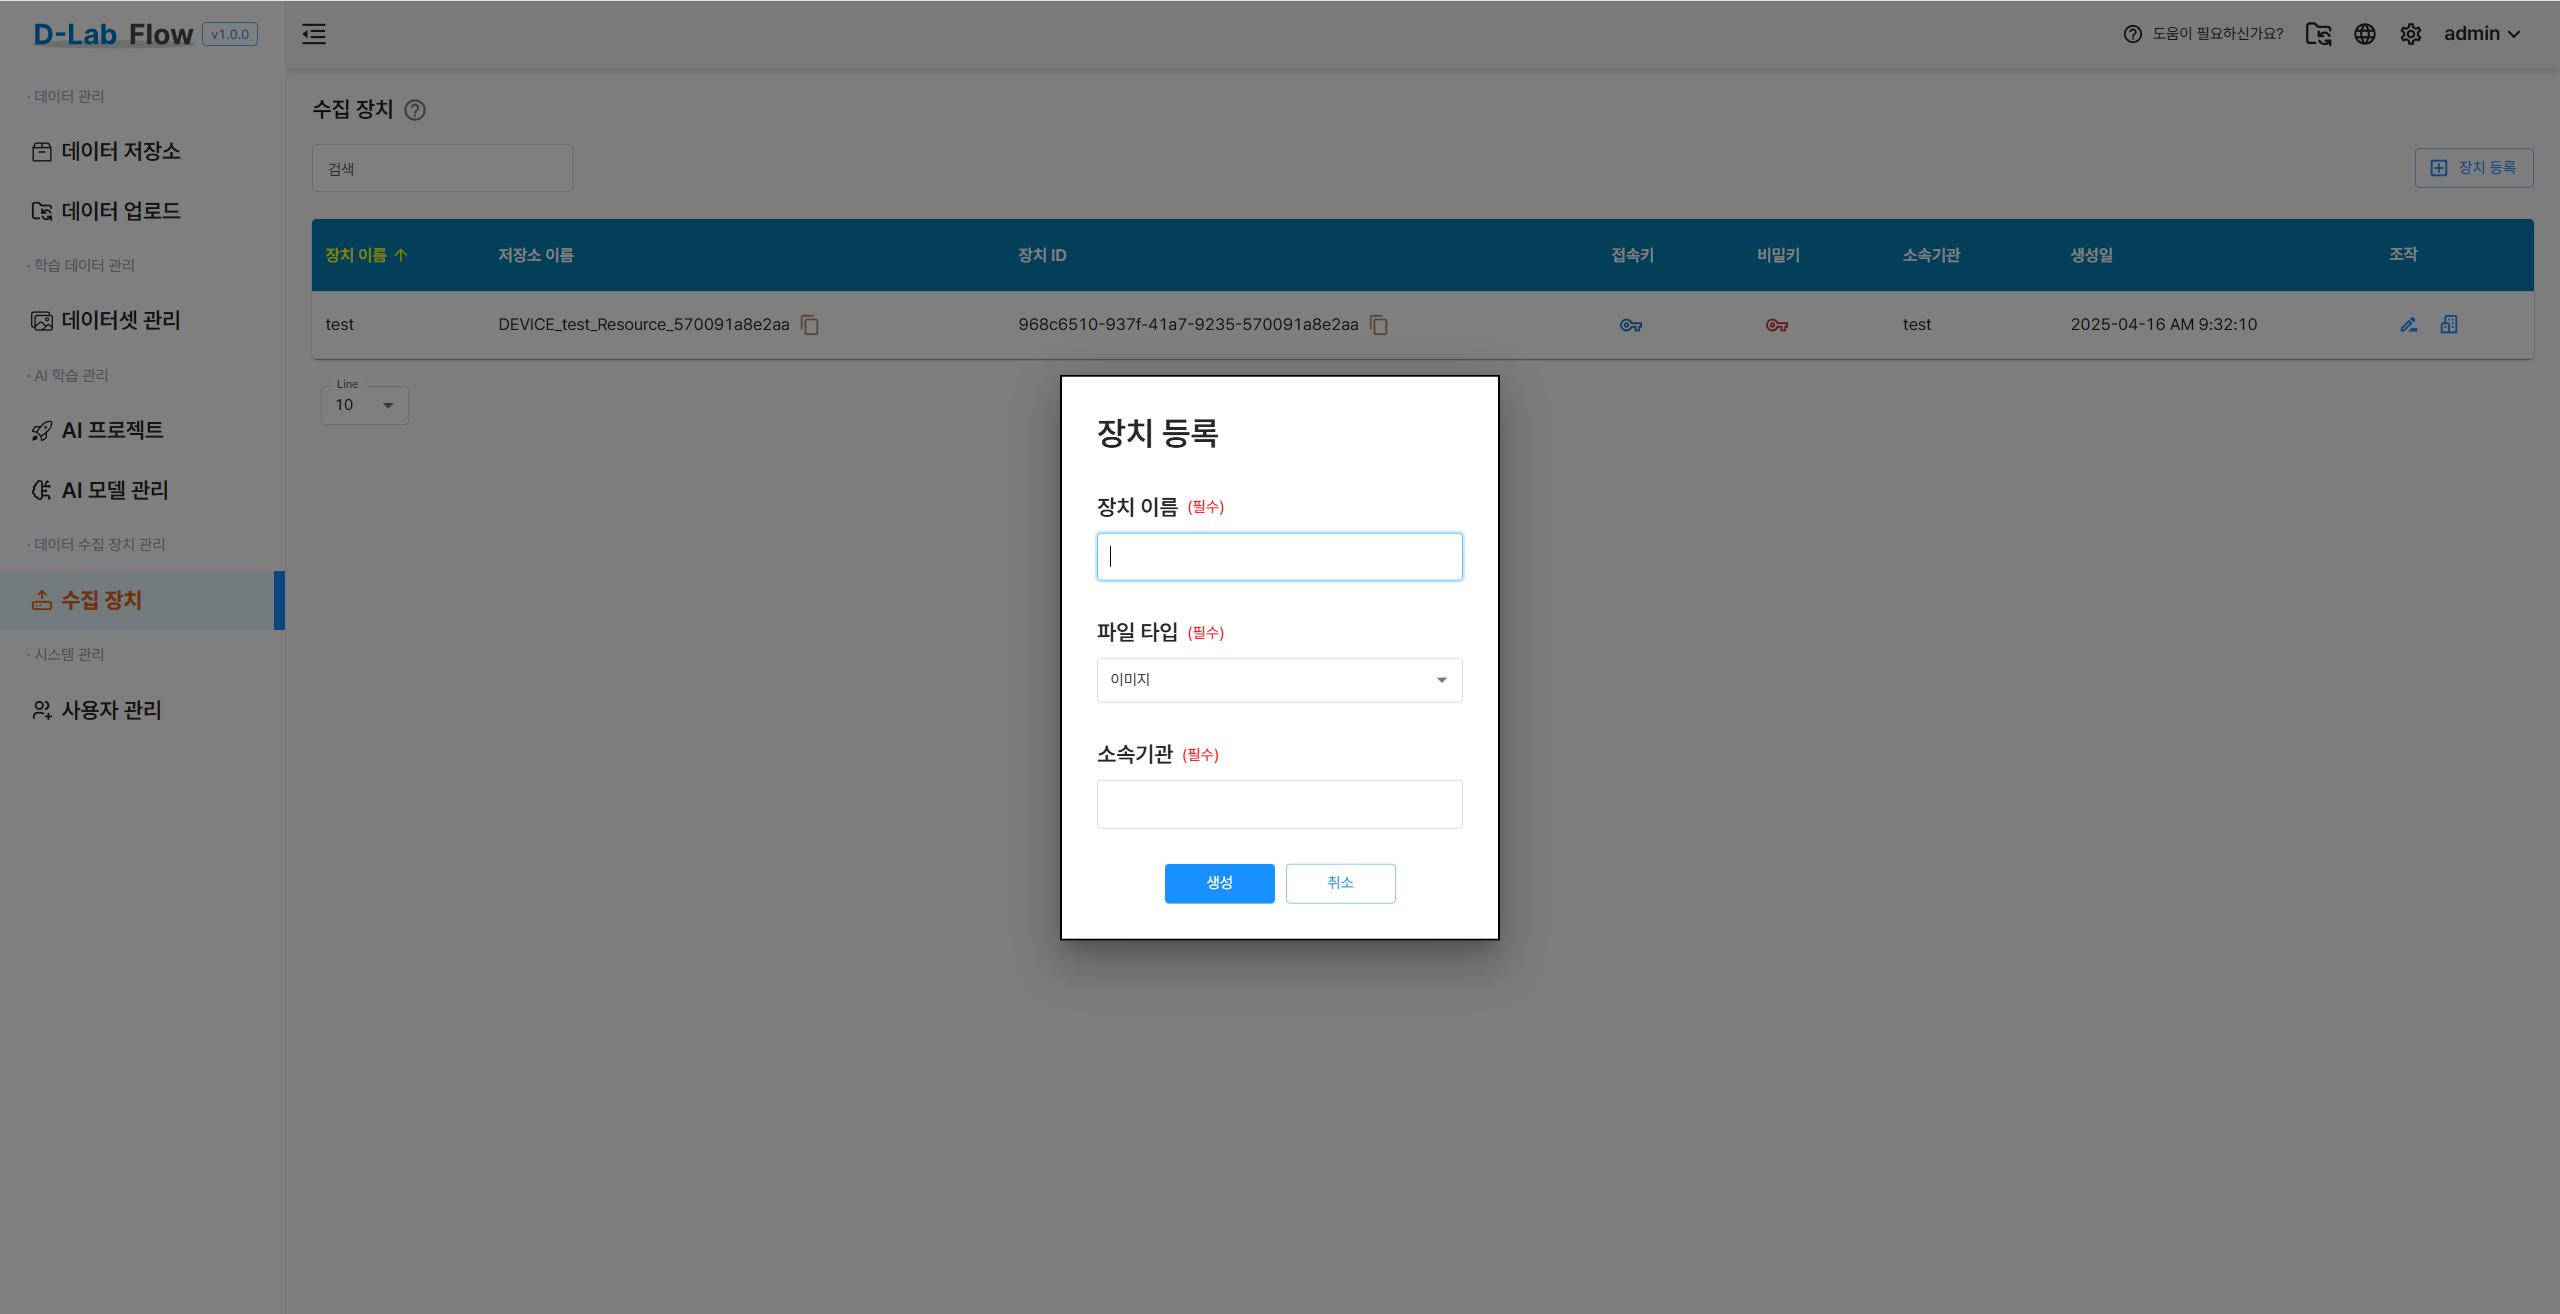 D-Lab Flow v1.0.0
도움이 필요하신가요?
admin
· 데이터 관리
데이터 저장소
데이터 업로드
· 학습 데이터 관리
데이터셋 관리
· AI 학습 관리
AI 프로젝트
AI 모델 관리
· 데이터 수집 장치 관리
수집 장치
· 시스템 관리
사용자 관리
수집 장치
검색
장치 등록
장치 이름 저장소 이름 장치 ID 접속키 비밀키 소속기관 생성일 조작
test DEVICE_test_Resource_570091a8e2aa 968c6510-937f-41a7-9235-570091a8e2aa test 2025-04-16 AM 9:32:10
Line
10
장치 등록
장치 이름 (필수)
파일 타입 (필수)
이미지
소속기관 (필수)
생성 취소